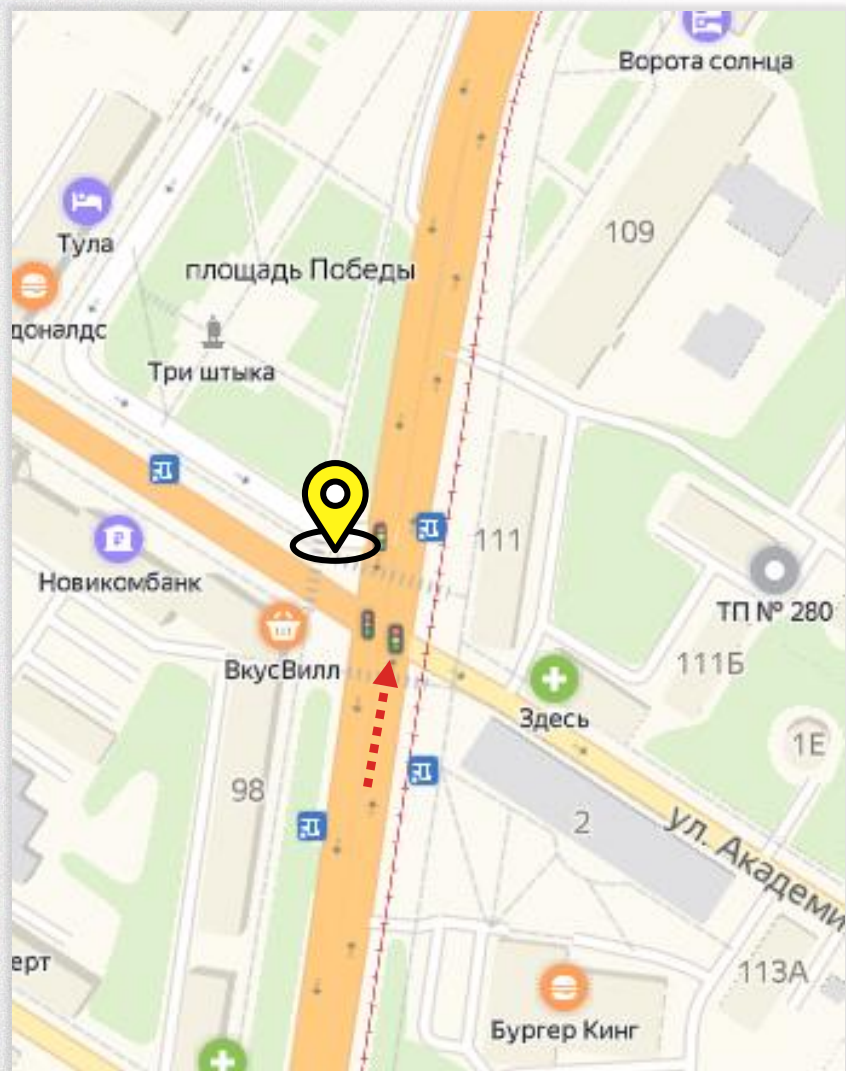 Ворота солнца
109
Тула
площадь Победы
доналдс
Три штыка
111
Новикомбанк
ТП № 280
ВкусВилл
111Б
Здесь
1Е
98
2
ул. Академи
ерт
113А
Бургер Кинг